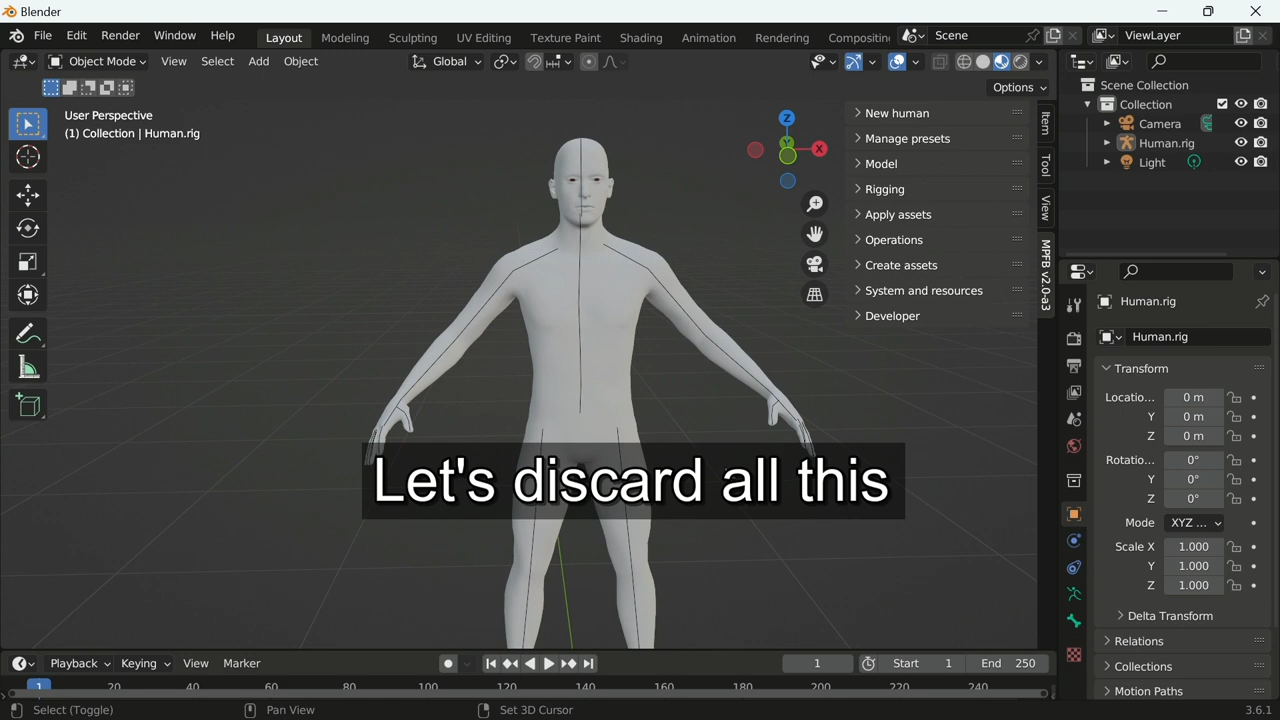 Blender
File Edit Render Window Help Layout Modeling Sculpting UV Editing Texture Paint Shading Animation Rendering Compositin Scene ViewLayer
Object Mode View Select Add Object Global
Options
User Perspective
(1) Collection | Human.rig
Z
Y
X
New human
Manage presets
Model
Rigging
Apply assets
Operations
Create assets
System and resources
Developer
Item
Tool
View
MPFB v2.0-a3
Let's discard all this
Scene Collection
Collection
Camera
Human.rig
Light
Human.rig
Human.rig
Transform
Locatio... 0 m
Y 0 m
Z 0 m
Rotatio... 0°
Y 0°
Z 0°
Mode XYZ ...
Scale X 1.000
Y 1.000
Z 1.000
Delta Transform
Relations
Collections
Motion Paths
Playback Keying View Marker 1 Start 1 End 250
1 20 40 60 80 100 120 140 160 180 200 220 240
Select (Toggle) Pan View Set 3D Cursor 3.6.1